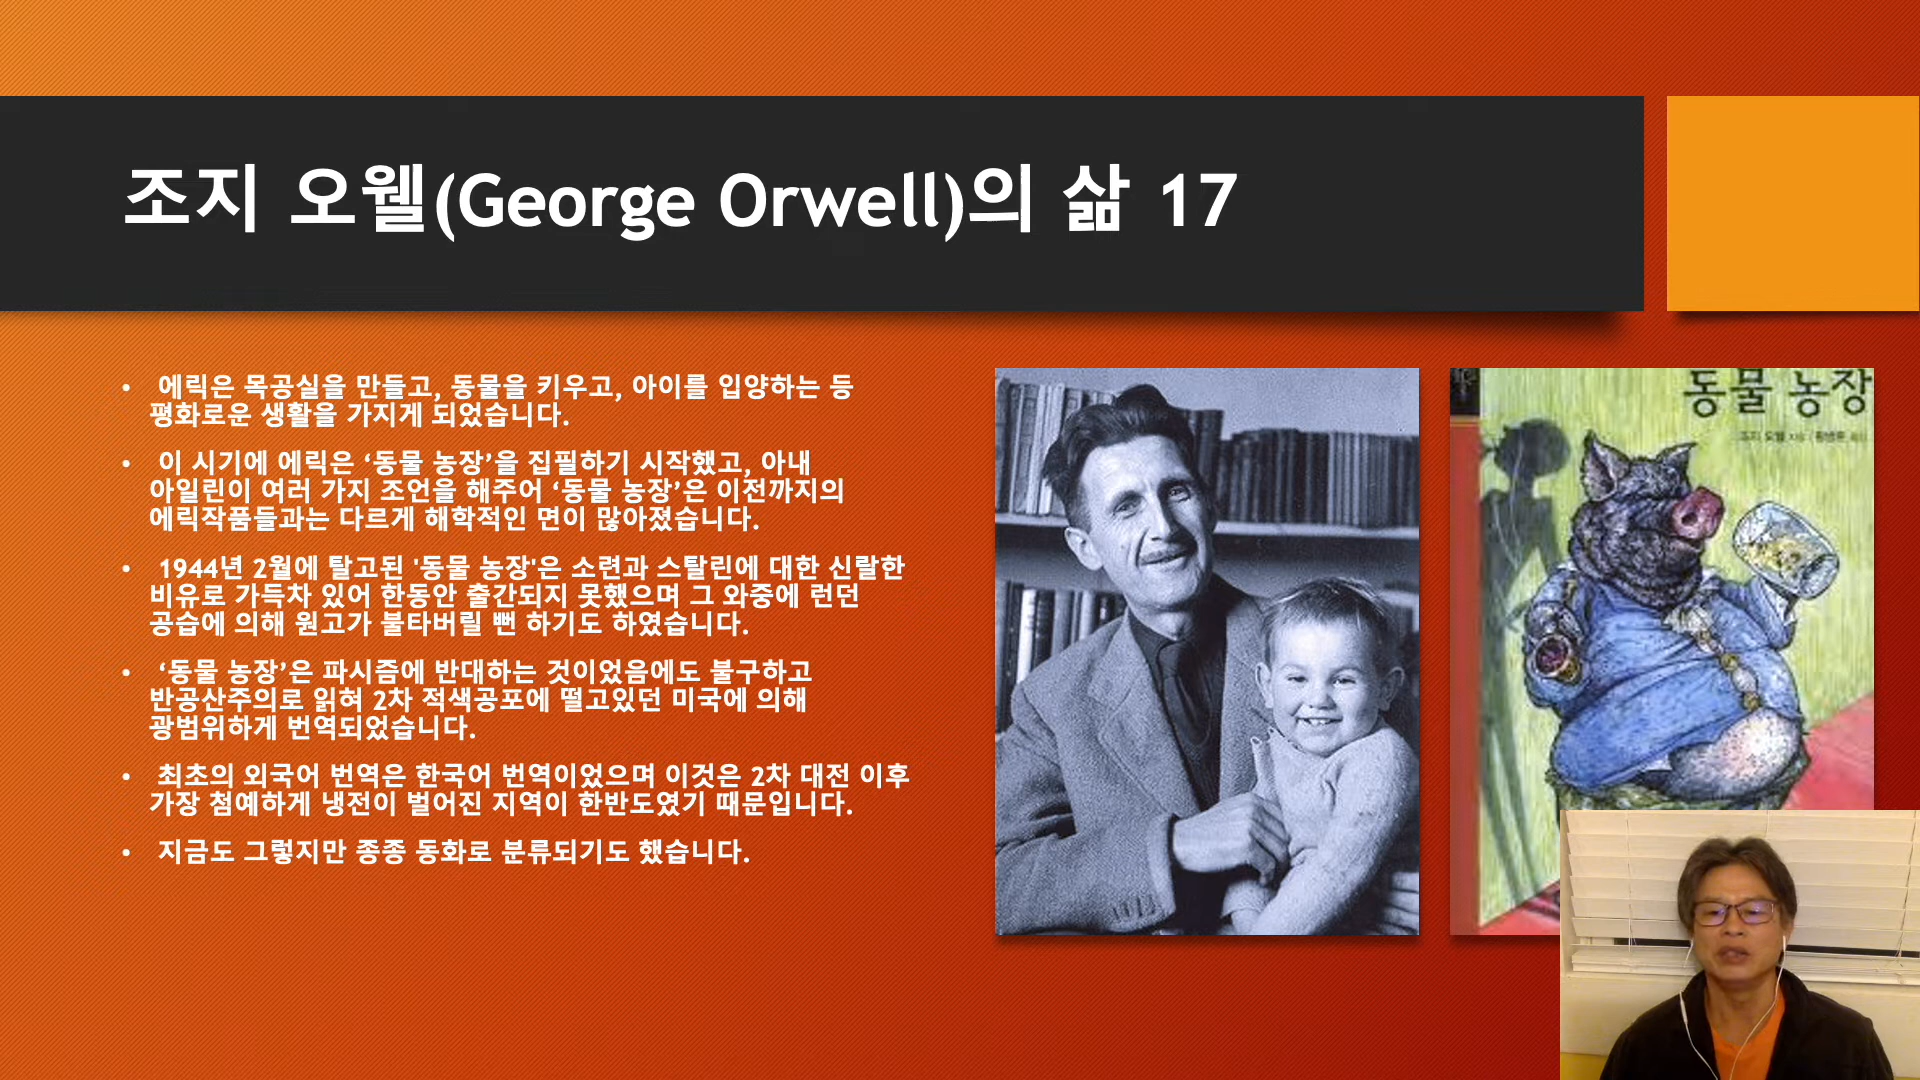 조지 오웰(George Orwell)의 삶 17
• 에릭은 목공실을 만들고, 동물을 키우고, 아이를 입양하는 등
평화로운 생활을 가지게 되었습니다.
• 이 시기에 에릭은 ‘동물 농장’을 집필하기 시작했고, 아내
아일린이 여러 가지 조언을 해주어 ‘동물 농장’은 이전까지의
에릭작품들과는 다르게 해학적인 면이 많아졌습니다.
• 1944년 2월에 탈고된 '동물 농장'은 소련과 스탈린에 대한 신랄한
비유로 가득차 있어 한동안 출간되지 못했으며 그 와중에 런던
공습에 의해 원고가 불타버릴 뻔 하기도 하였습니다.
• ‘동물 농장’은 파시즘에 반대하는 것이었음에도 불구하고
반공산주의로 읽혀 2차 적색공포에 떨고있던 미국에 의해
광범위하게 번역되었습니다.
• 최초의 외국어 번역은 한국어 번역이었으며 이것은 2차 대전 이후
가장 첨예하게 냉전이 벌어진 지역이 한반도였기 때문입니다.
• 지금도 그렇지만 종종 동화로 분류되기도 했습니다.
동물 농장
조지 오웰